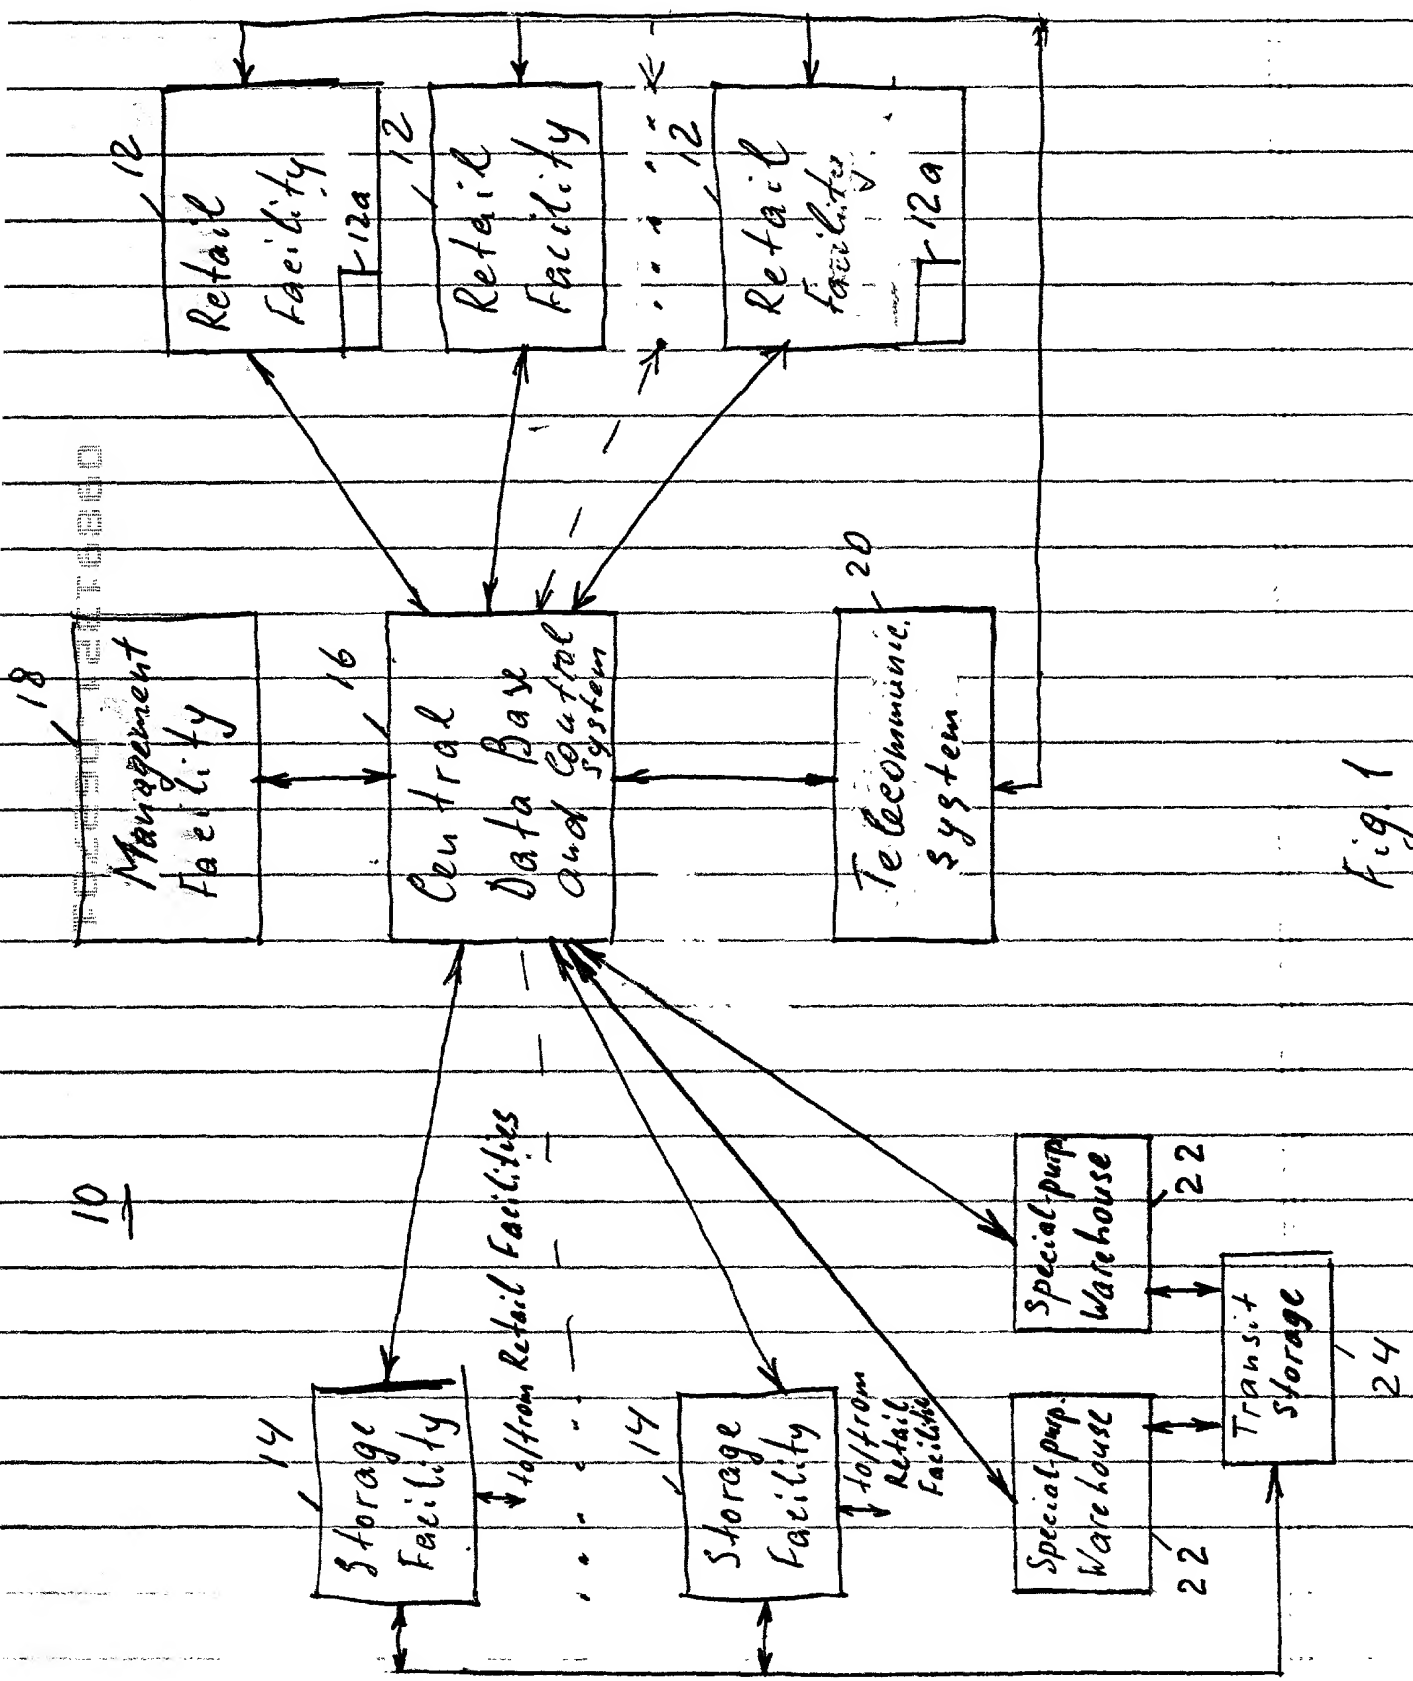 10
18
Management
Facility
12
Retail
Facility
12a
14
Storage
Facility
to/from Retail Facilities
16
Central
Data Base
and Control
System
12
Retail
Facility
14
Storage
Facility
to/from
Retail
Facilitie
12
Retail
Facility
12a
20
Telecommunic.
System
Special-purp.
Warehouse
22
Special-purp
Warehouse
22
Transit
Storage
24
Fig. 1